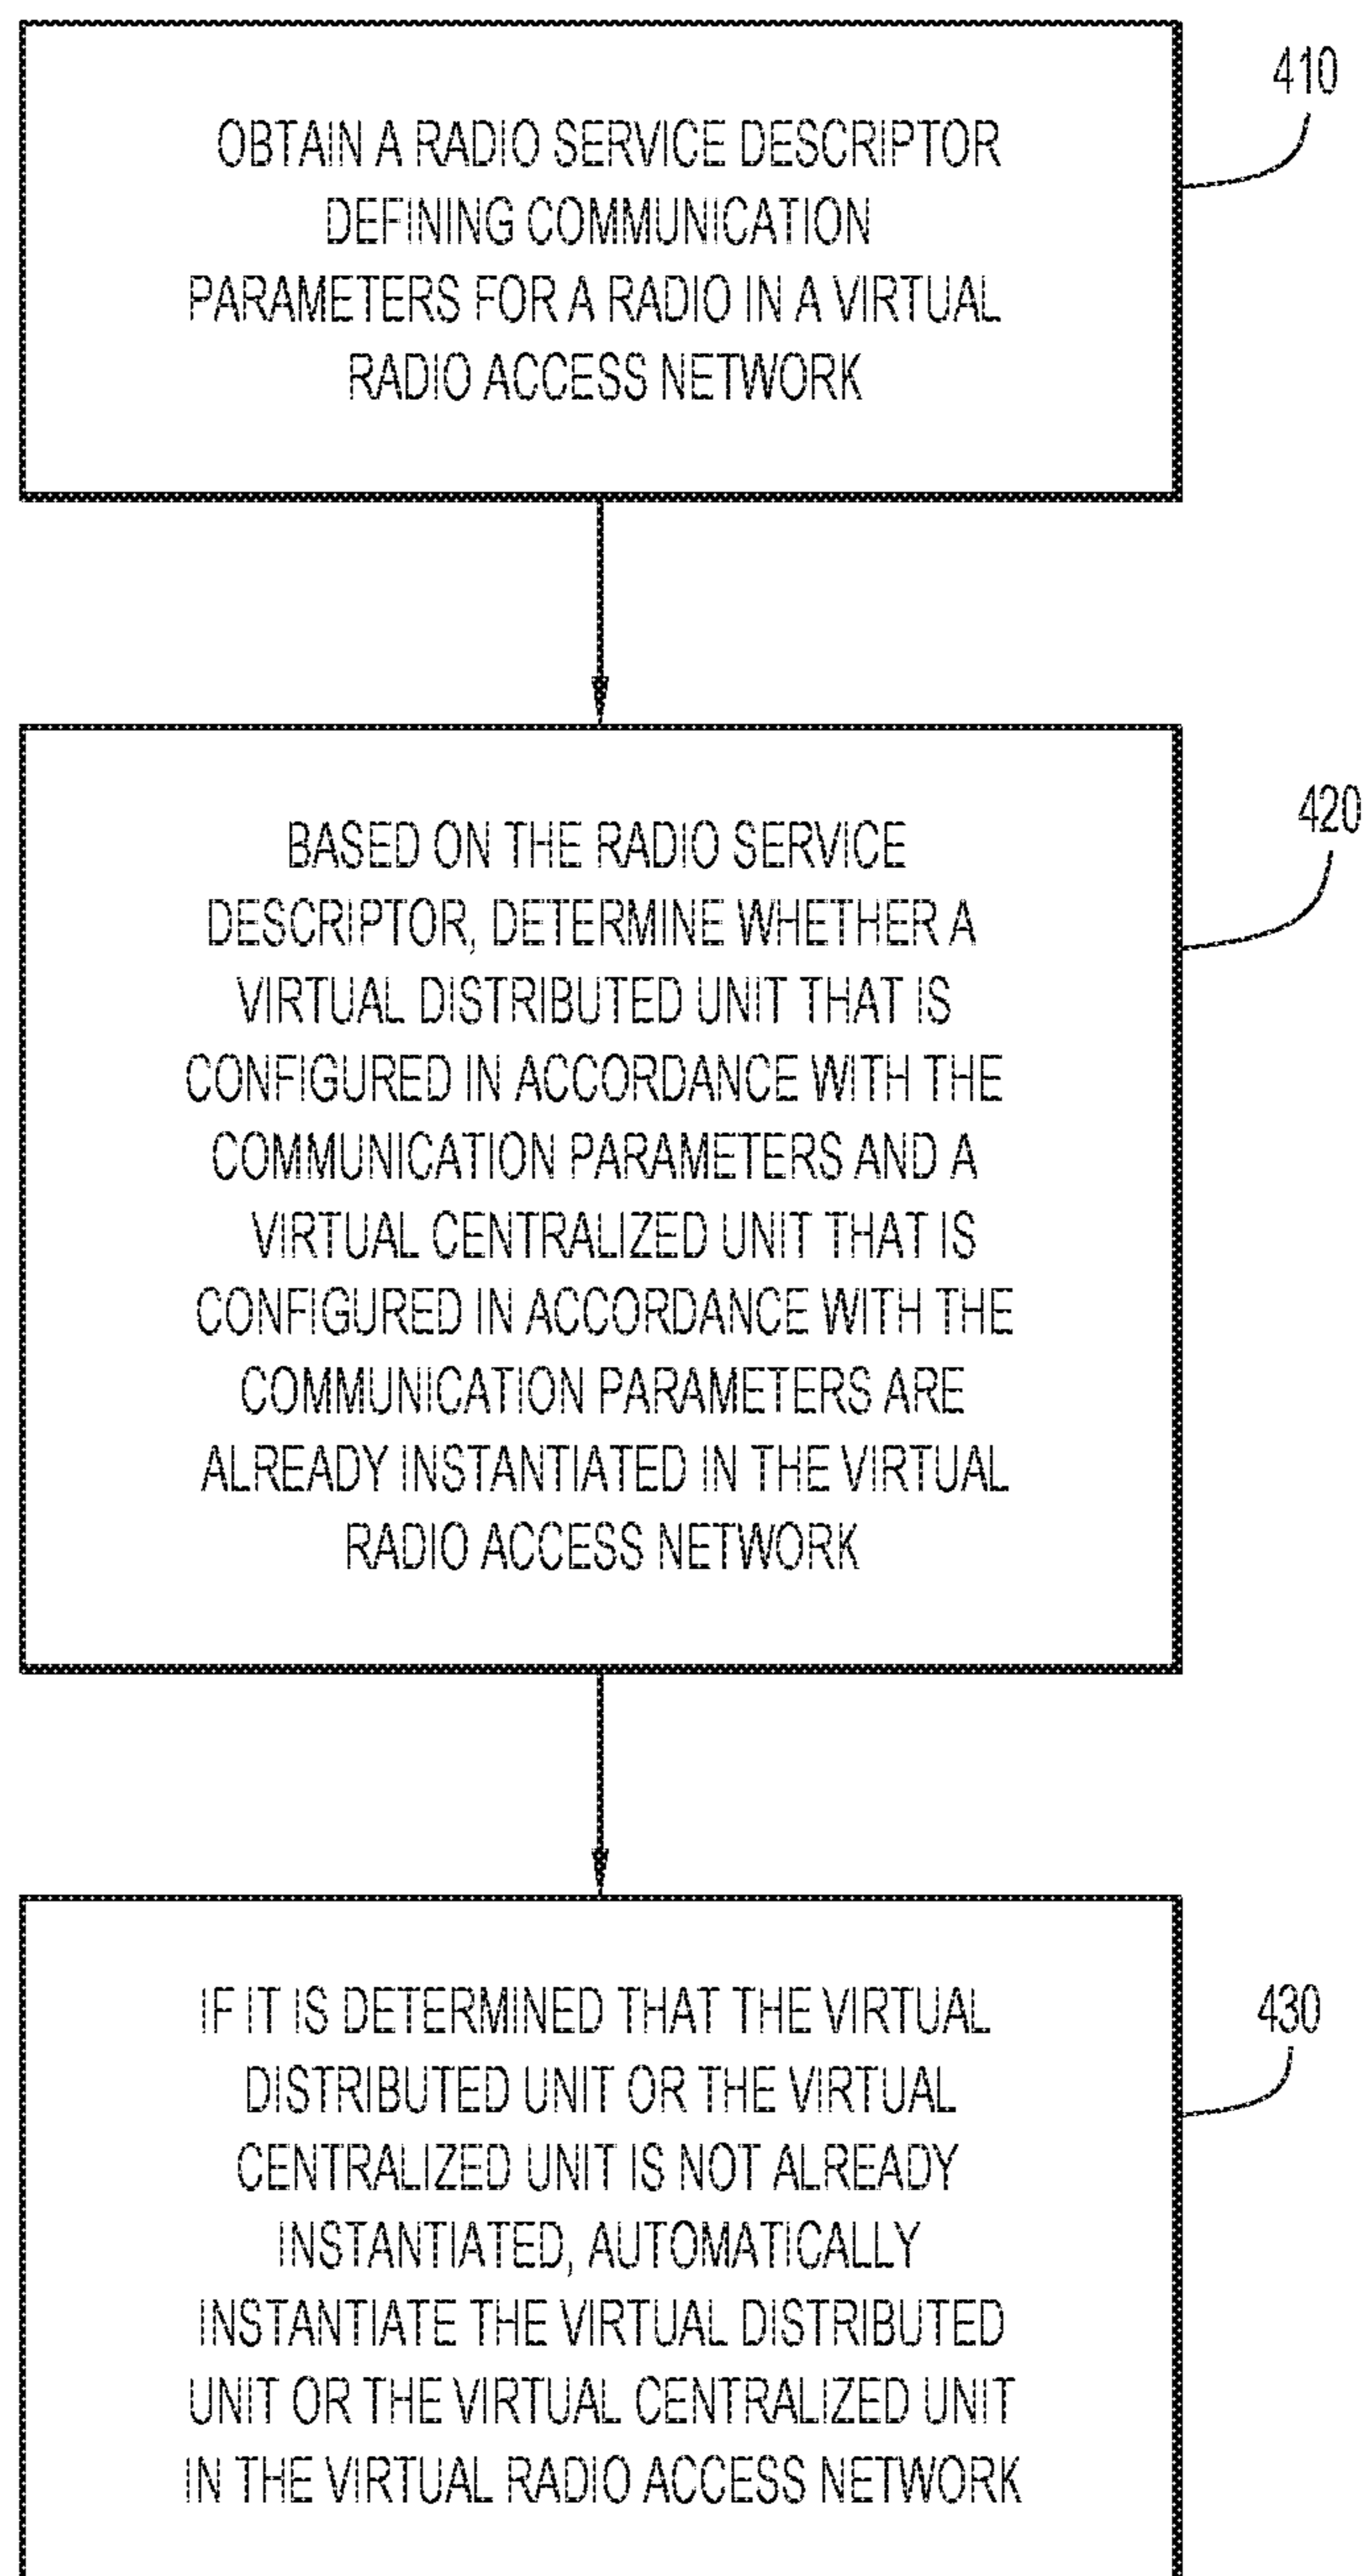 410
OBTAIN A RADIO SERVICE DESCRIPTOR
DEFINING COMMUNICATION
PARAMETERS FOR A RADIO IN A VIRTUAL
RADIO ACCESS NETWORK
420
BASED ON THE RADIO SERVICE
DESCRIPTOR, DETERMINE WHETHER A
VIRTUAL DISTRIBUTED UNIT THAT IS
CONFIGURED IN ACCORDANCE WITH THE
COMMUNICATION PARAMETERS AND A
VIRTUAL CENTRALIZED UNIT THAT IS
CONFIGURED IN ACCORDANCE WITH THE
COMMUNICATION PARAMETERS ARE
ALREADY INSTANTIATED IN THE VIRTUAL
RADIO ACCESS NETWORK
430
IF IT IS DETERMINED THAT THE VIRTUAL
DISTRIBUTED UNIT OR THE VIRTUAL
CENTRALIZED UNIT IS NOT ALREADY
INSTANTIATED, AUTOMATICALLY
INSTANTIATE THE VIRTUAL DISTRIBUTED
UNIT OR THE VIRTUAL CENTRALIZED UNIT
IN THE VIRTUAL RADIO ACCESS NETWORK